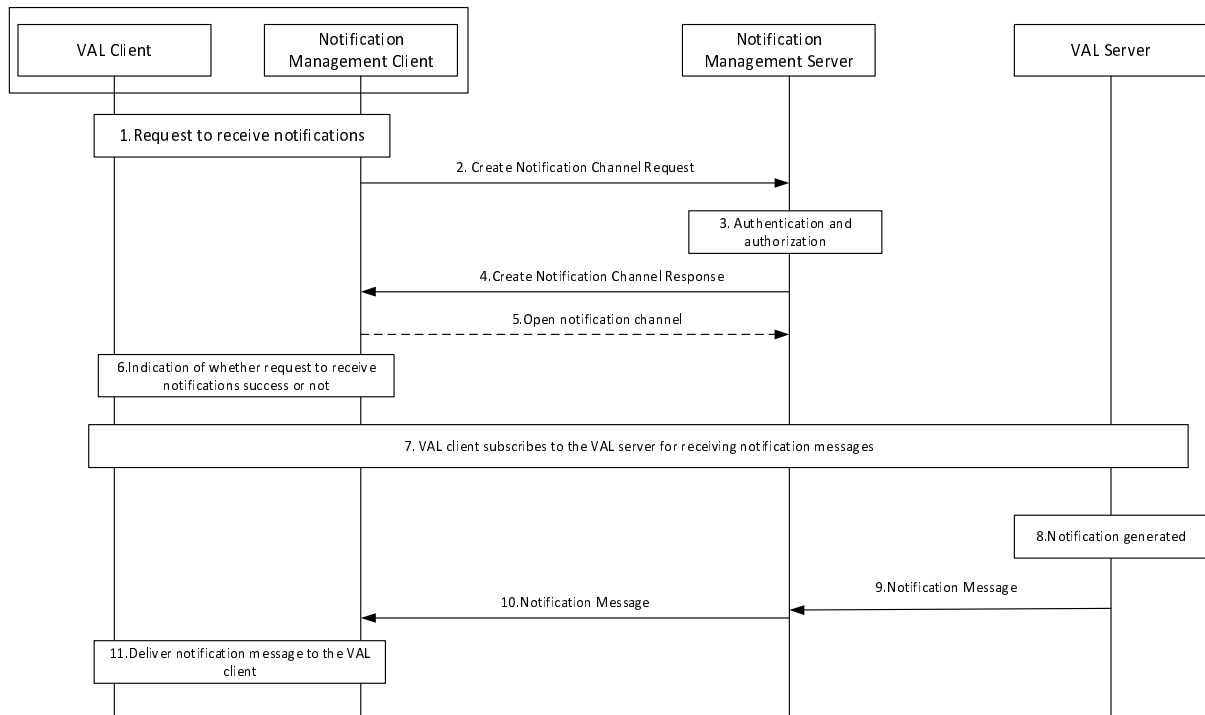 VAL Client
Notification
Management Client
Notification
Management Server
VAL Server
1.Request to receive notifications
2. Create Notification Channel Request
3. Authentication and
authorization
4.Create Notification Channel Response
5.Open notification channel
6.Indication of whether request to receive
notifications success or not
7. VAL client subscribes to the VAL server for receiving notification messages
8.Notification generated
9.Notification Message
10.Notification Message
11.Deliver notification message to the VAL
client